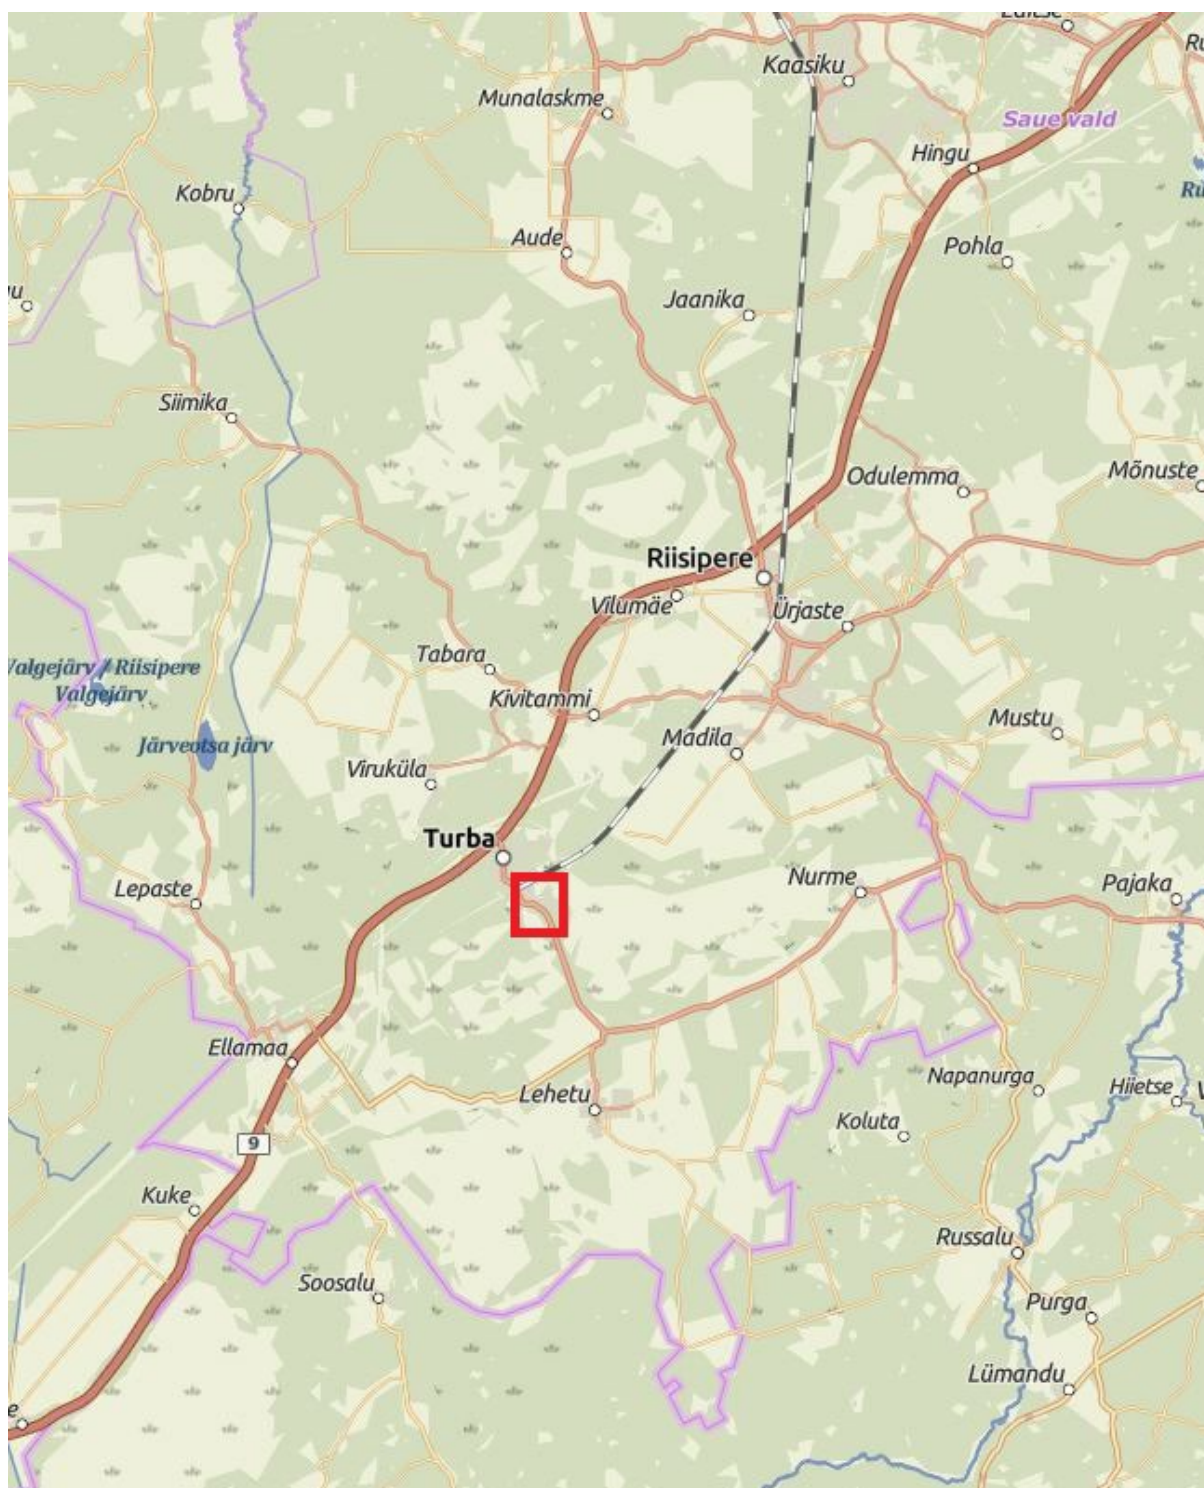 Kaasiku
Munalaskme
Saue vald
Hingu
Kobru
Aude
Pohla
Jaanika
Siimika
Odulemma
Mõnuste
Riisipere
Vilumäe
Ürjaste
Tabara
Valgejärv / Riisipere
Valgejärv
Kivitammi
Mustu
Järveotsa järv
Madila
Viruküla
Turba
Nurme
Pajaka
Lepaste
Ellamaa
Napanurga
Hiietse
Lehetu
Koluta
9
Kuke
Russalu
Soosalu
Purga
Lümandu